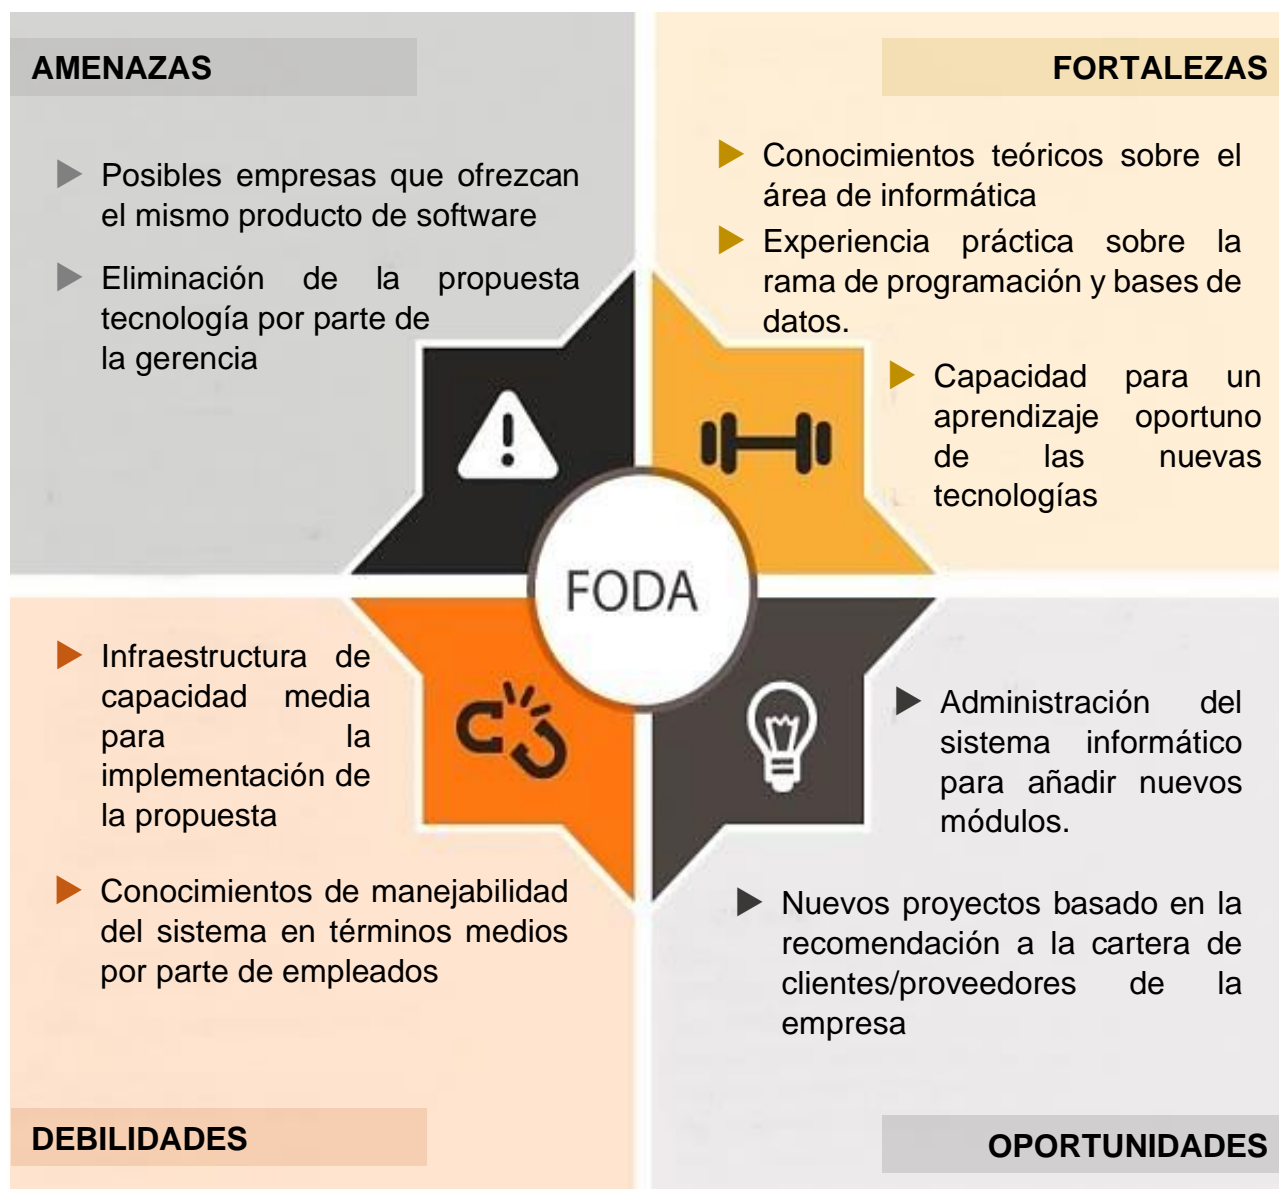 AMENAZAS
Posibles empresas que ofrezcan
el mismo producto de software
Eliminación de la propuesta
tecnología por parte de
la gerencia
FORTALEZAS
Conocimientos teóricos sobre el
área de informática
Experiencia práctica sobre la
rama de programación y bases de
datos.
Capacidad para un
aprendizaje oportuno
de las nuevas
tecnologías
FODA
Infraestructura de
capacidad media
para la
implementación de
la propuesta
Conocimientos de manejabilidad
del sistema en términos medios
por parte de empleados
DEBILIDADES
Administración del
sistema informático
para añadir nuevos
módulos.
Nuevos proyectos basado en la
recomendación a la cartera de
clientes/proveedores de la
empresa
OPORTUNIDADES